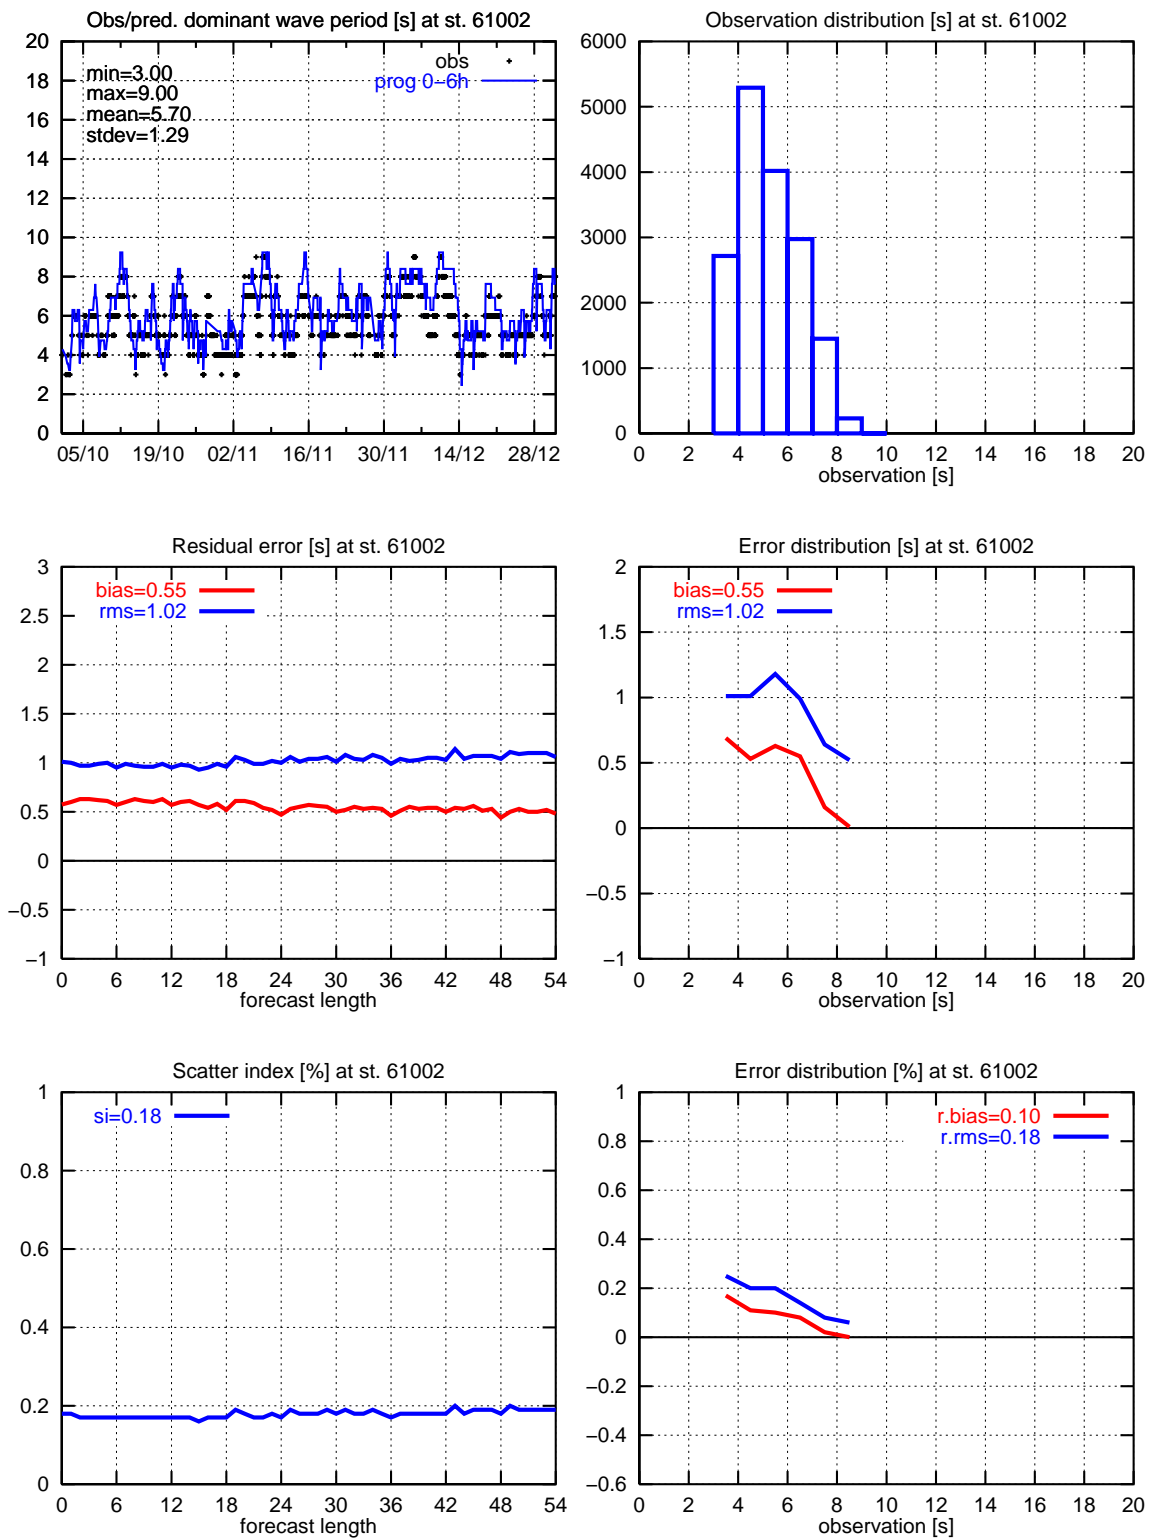 Obs/pred. dominant wave period [s] at st. 61002
20
18
16
14
12
10
8
6
4
2
0
min=3.00
max=9.00
mean=5.70
stdev=1.29
obs
prog 0−6h
05/10 19/10 02/11 16/11 30/11 14/12 28/12
Observation distribution [s] at st. 61002
6000
5000
4000
3000
2000
1000
0
0 2 4 6 8 10 12 14 16 18 20
observation [s]
Residual error [s] at st. 61002
3
2.5
2
1.5
1
0.5
0
−0.5
−1
bias=0.55
rms=1.02
0 6 12 18 24 30 36 42 48 54
forecast length
Error distribution [s] at st. 61002
2
1.5
1
0.5
0
−0.5
−1
bias=0.55
rms=1.02
0 2 4 6 8 10 12 14 16 18 20
observation [s]
Scatter index [%] at st. 61002
1
0.8
0.6
0.4
0.2
0
si=0.18
0 6 12 18 24 30 36 42 48 54
forecast length
Error distribution [%] at st. 61002
1
0.8
0.6
0.4
0.2
0
−0.2
−0.4
−0.6
r.bias=0.10
r.rms=0.18
0 2 4 6 8 10 12 14 16 18 20
observation [s]